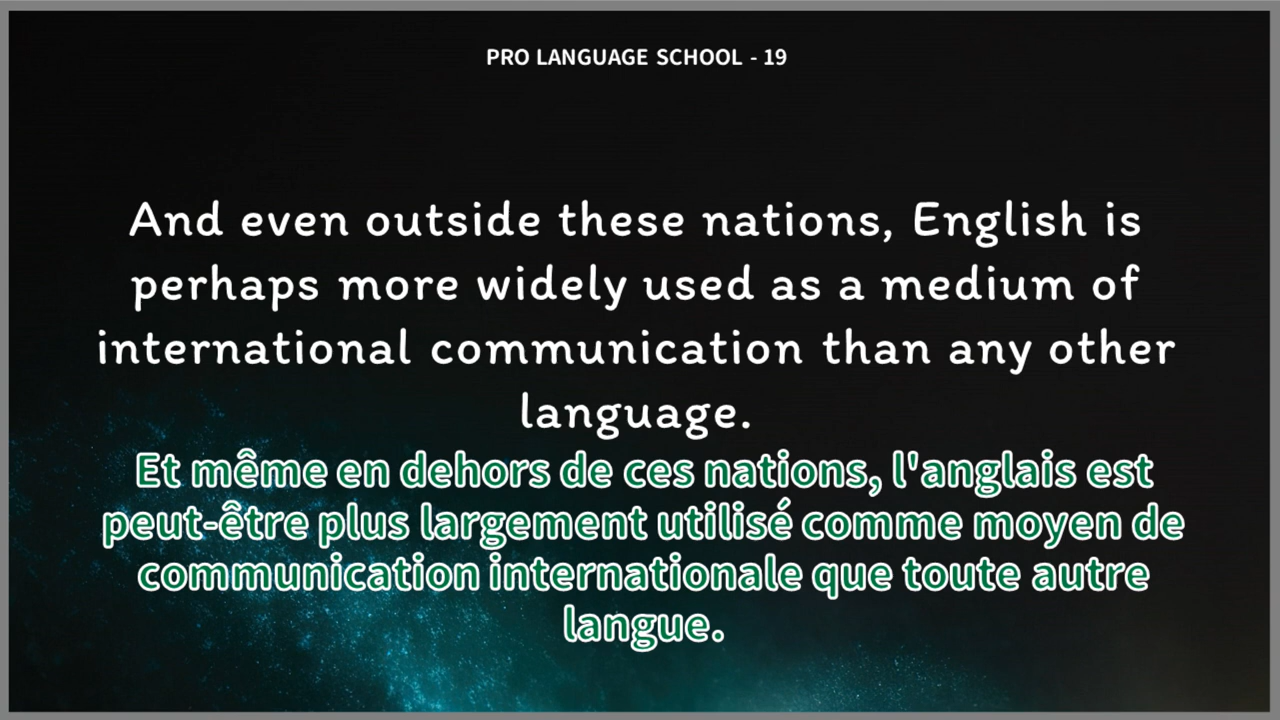 PRO LANGUAGE SCHOOL - 19
And even outside these nations, English is
perhaps more widely used as a medium of
international communication than any other
language.
Et même en dehors de ces nations, l'anglais est
peut-être plus largement utilisé comme moyen de
communication internationale que toute autre
langue.